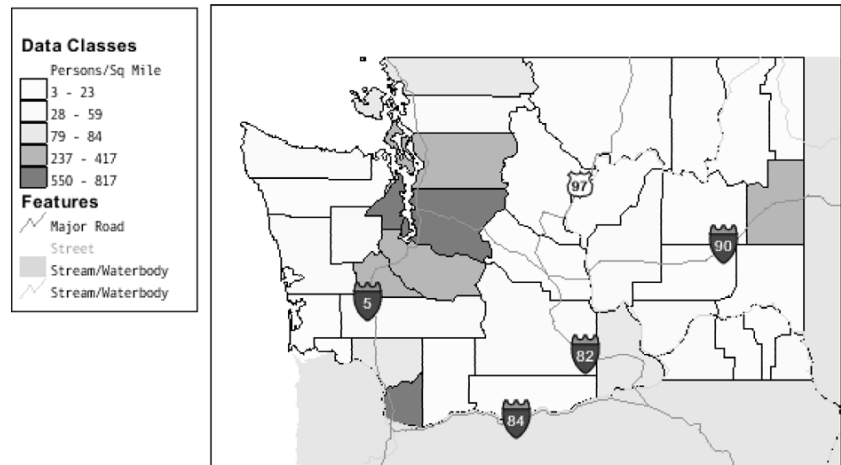 Data Classes
Persons/Sq Mile
3 - 23
28 - 59
79 - 84
237 - 417
550 - 817
Features
Major Road
Street
Stream/Waterbody
Stream/Waterbody
97
90
5
82
84